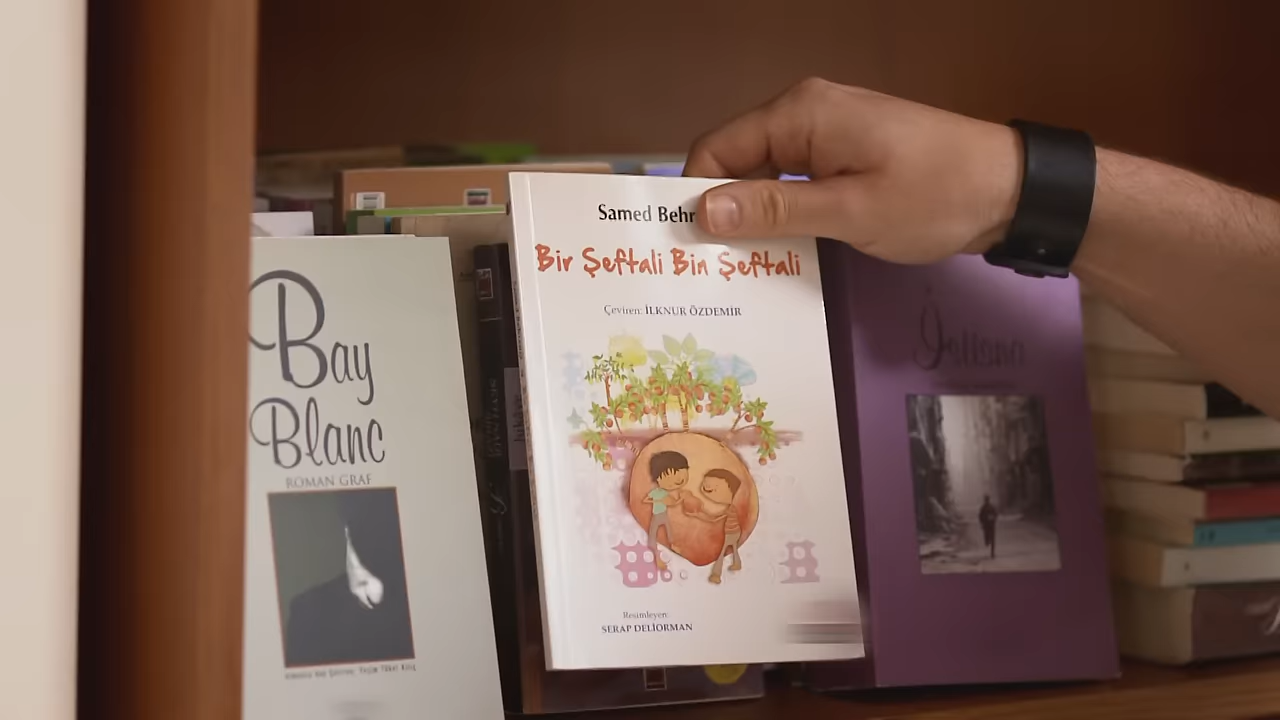 Bay
Blanc
ROMAN GRAF
Samed Behr
Bir Şeftali Bin Şeftali
Çeviren: İLKNUR ÖZDEMİR
Resimleyen:
SERAP DELİORMAN